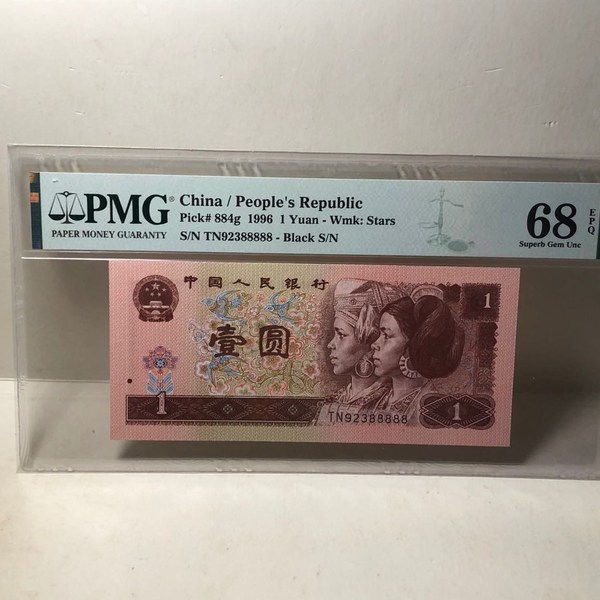 PMG®
PAPER MONEY GUARANTY
China / People's Republic
Pick# 884g 1996 1 Yuan - Wmk: Stars
S/N TN92388888 - Black S/N
68
EPQ
Superb Gem Unc
中国人民银行
1
壹圆
1
TN92388888
1